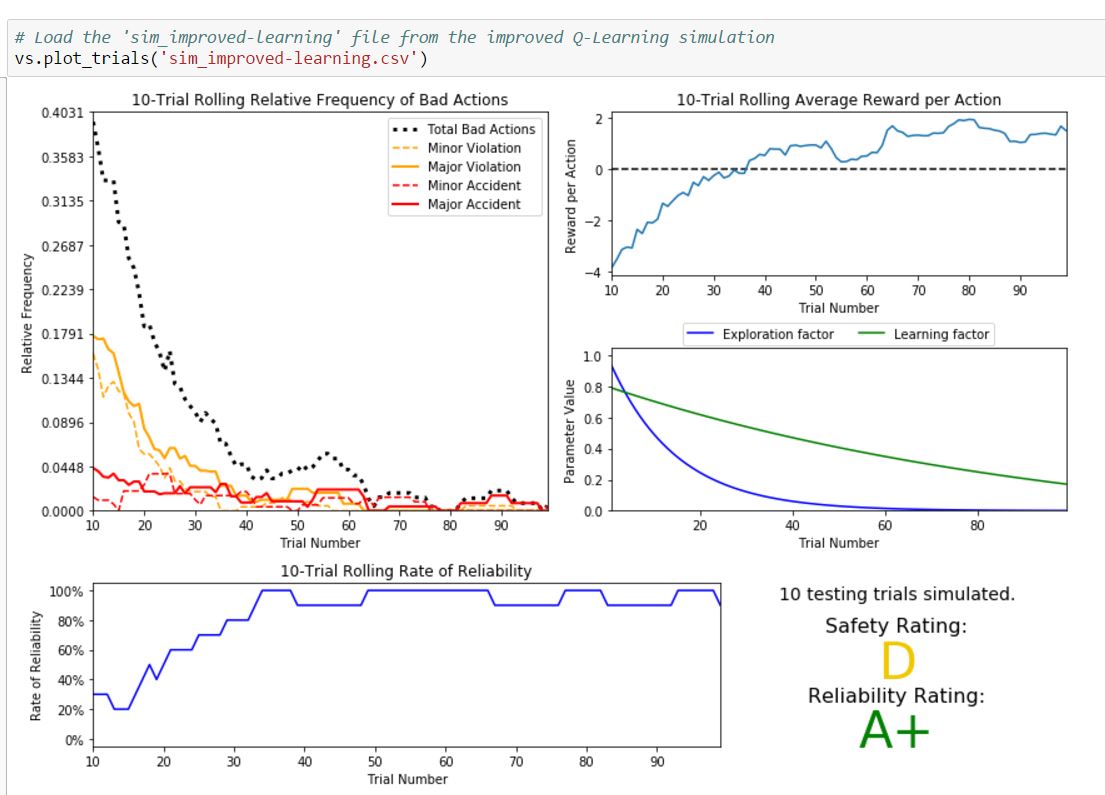 # Load the 'sim_improved-learning' file from the improved Q-Learning simulation
vs.plot_trials('sim_improved-learning.csv')
10-Trial Rolling Relative Frequency of Bad Actions
0.4031
0.3583
0.3135
0.2687
0.2239
0.1791
0.1344
0.0896
0.0448
0.0000
Relative Frequency
Total Bad Actions
Minor Violation
Major Violation
Minor Accident
Major Accident
10 20 30 40 50 60 70 80 90
Trial Number
10-Trial Rolling Average Reward per Action
2
0
−2
−4
Reward per Action
10 20 30 40 50 60 70 80 90
Trial Number
Exploration factor Learning factor
1.0
0.8
0.6
0.4
0.2
0.0
Parameter Value
20 40 60 80
Trial Number
10-Trial Rolling Rate of Reliability
100%
80%
60%
40%
20%
0%
Rate of Reliability
10 20 30 40 50 60 70 80 90
Trial Number
10 testing trials simulated.
Safety Rating:
D
Reliability Rating:
A+